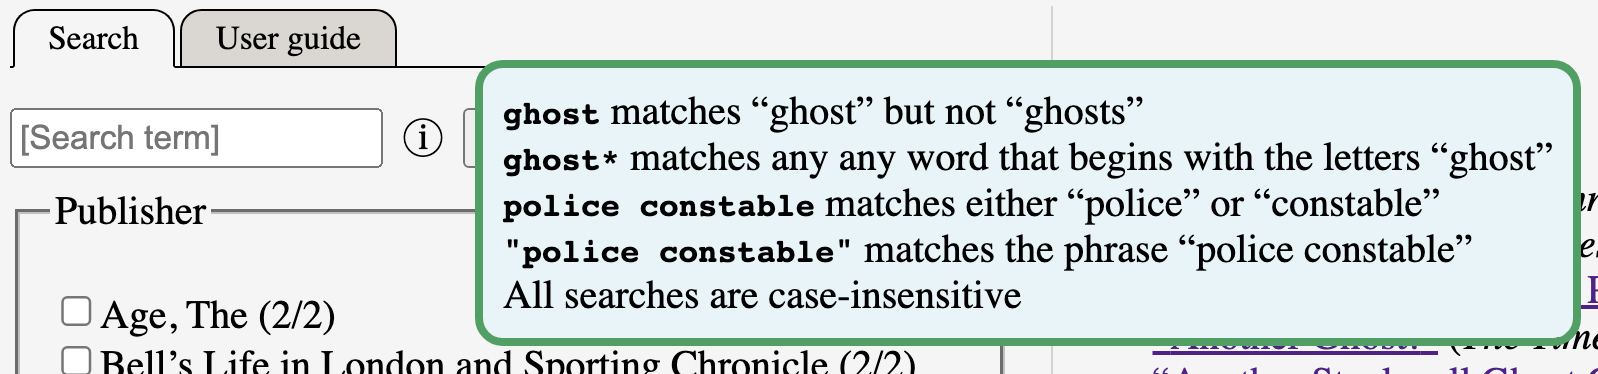 Search
User guide
[Search term]
i
ghost matches “ghost” but not “ghosts”
ghost* matches any any word that begins with the letters “ghost”
police constable matches either “police” or “constable”
"police constable" matches the phrase “police constable”
All searches are case-insensitive
Publisher
Age, The (2/2)
Bell’s Life in London and Sporting Chronicle (2/2)